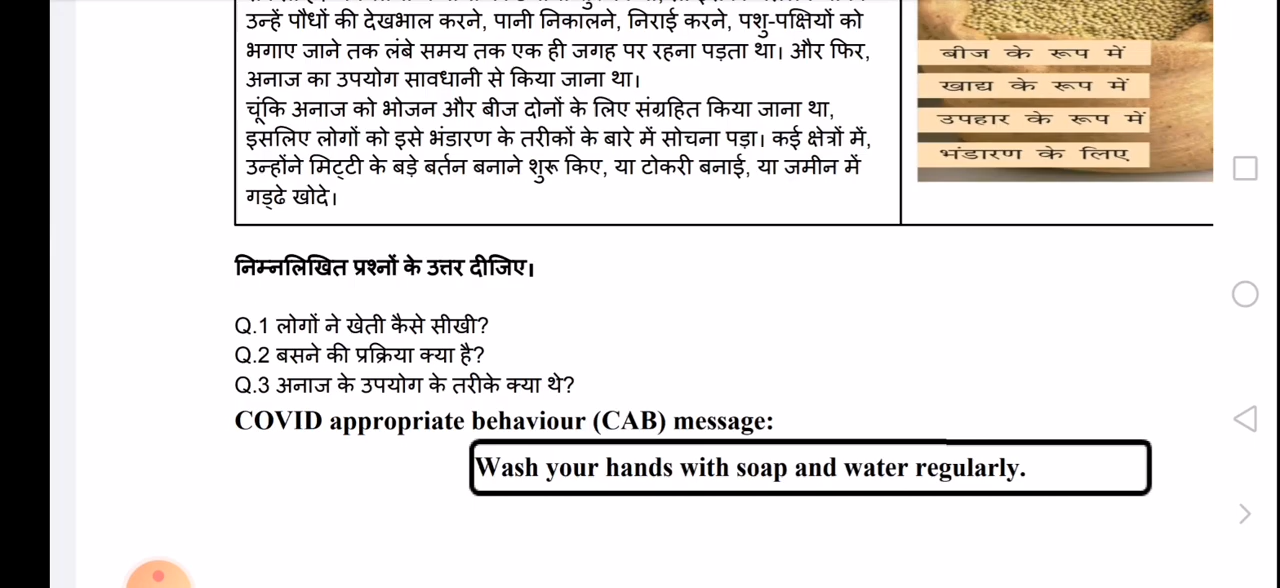 उन्हें पौधों की देखभाल करने, पानी निकालने, निराई करने, पशु-पक्षियों को
भगाए जाने तक लंबे समय तक एक ही जगह पर रहना पड़ता था। और फिर,
अनाज का उपयोग सावधानी से किया जाना था।
चूंकि अनाज को भोजन और बीज दोनों के लिए संग्रहित किया जाना था,
इसलिए लोगों को इसे भंडारण के तरीकों के बारे में सोचना पड़ा। कई क्षेत्रों में,
उन्होंने मिट्टी के बड़े बर्तन बनाने शुरू किए, या टोकरी बनाई, या जमीन में
गड्ढे खोदे।
बीज के रूप में
खाद्य के रूप में
उपहार के रूप में
भंडारण के लिए
निम्नलिखित प्रश्नों के उत्तर दीजिए।
Q.1 लोगों ने खेती कैसे सीखी?
Q.2 बसने की प्रक्रिया क्या है?
Q.3 अनाज के उपयोग के तरीके क्या थे?
COVID appropriate behaviour (CAB) message:
Wash your hands with soap and water regularly.